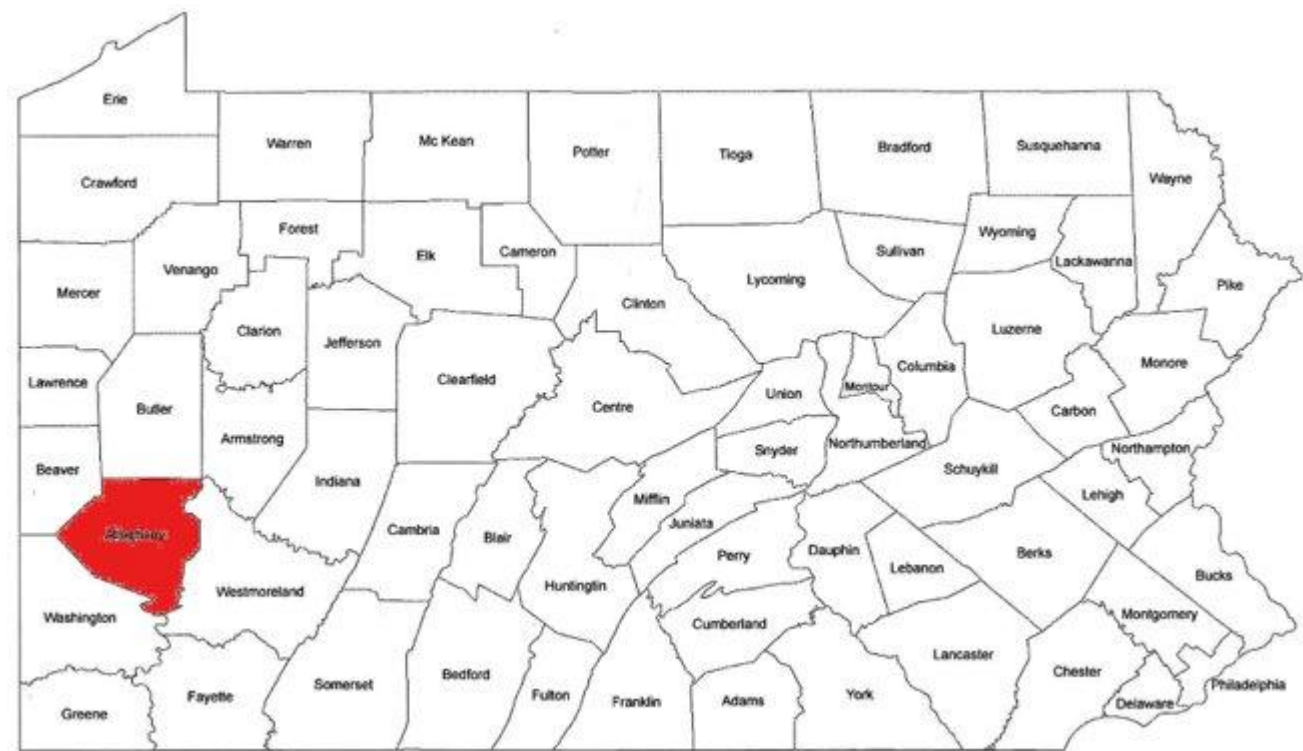 Erie
Warren
Mc Kean
Potter
Tioga
Bradford
Susquehanna
Wayne
Crawford
Forest
Venango
Elk
Cameron
Sullivan
Wyoming
Lackawanna
Mercer
Clarion
Jefferson
Clinton
Lycoming
Luzerne
Pike
Lawrence
Butler
Clearfield
Centre
Union
Montour
Columbia
Monore
Carbon
Beaver
Armstrong
Indiana
Snyder
Northumberland
Northampton
Schuykill
Lehigh
Mifflin
Juniata
Allegheny
Cambria
Blair
Perry
Dauphin
Lebanon
Berks
Bucks
Westmoreland
Huntingtin
Washington
Cumberland
Montgomery
Lancaster
Chester
Greene
Fayette
Somerset
Bedford
Fulton
Franklin
Adams
York
Delaware
Philadelphia